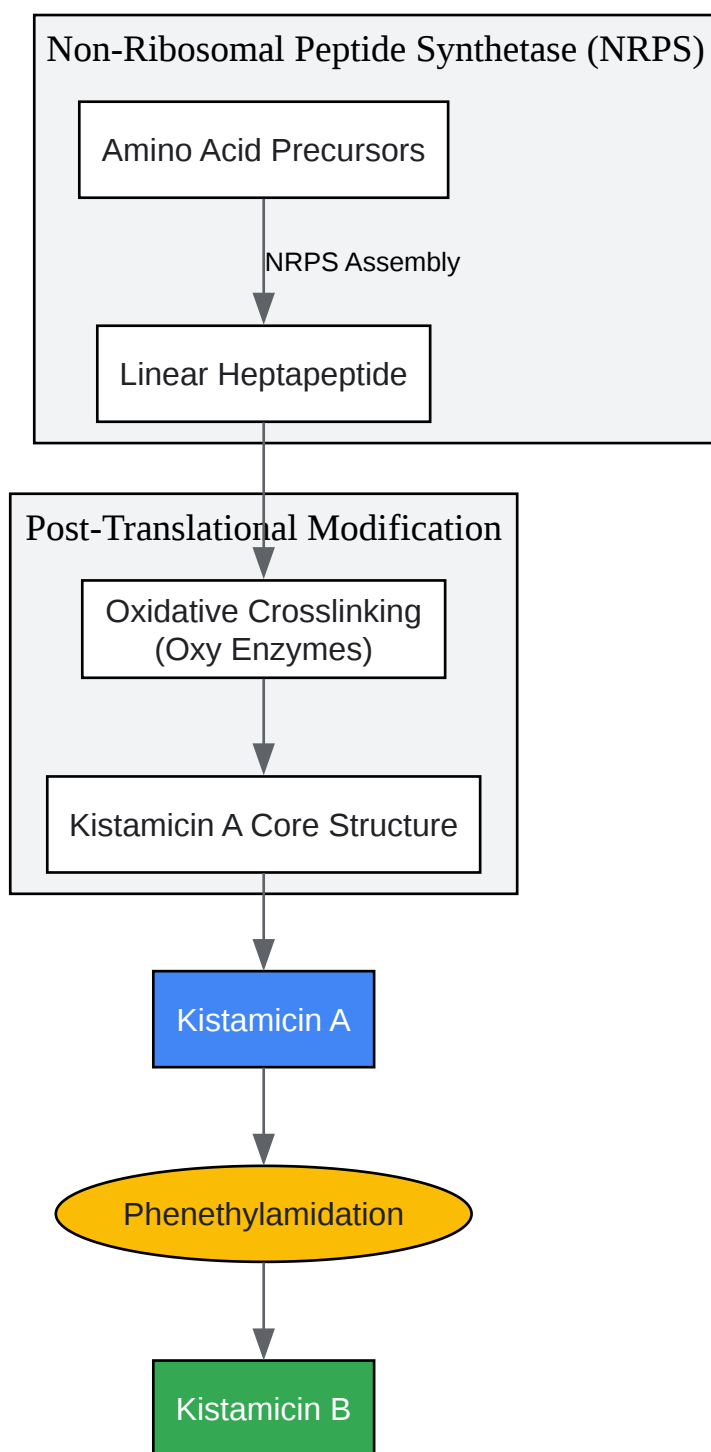 Non-Ribosomal Peptide Synthetase (NRPS)
Amino Acid Precursors
NRPS Assembly
Linear Heptapeptide
Post-Translational Modification
Oxidative Crosslinking
(Oxy Enzymes)
Kistamicin A Core Structure
Kistamicin A
Phenethylamidation
Kistamicin B